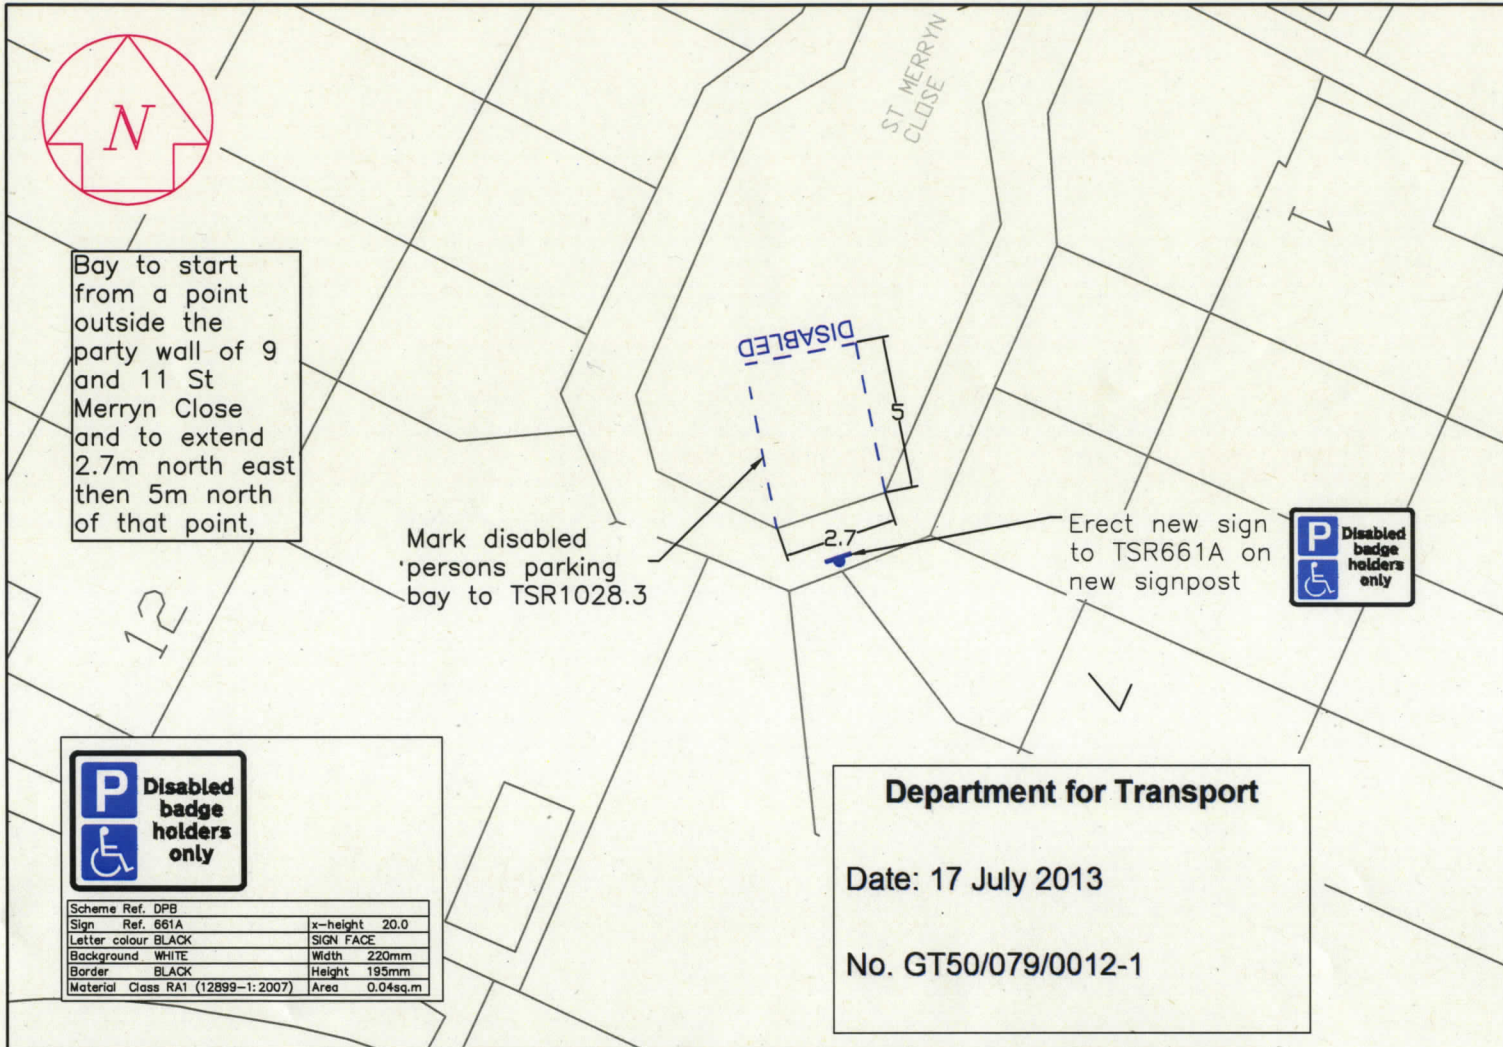 N
ST MERRYN
CLOSE
1
Bay to start
from a point
outside the
party wall of 9
and 11 St
Merryn Close
and to extend
2.7m north east
then 5m north
of that point,
DISABLED
5
2.7
Mark disabled
persons parking
bay to TSR1028.3
Erect new sign
to TSR661A on
new signpost
P Disabled
badge
holders
only
12
P Disabled
badge
holders
only
Scheme Ref. DPB
Sign Ref. 661A x-height 20.0
Letter colour BLACK SIGN FACE
Background WHITE Width 220mm
Border BLACK Height 195mm
Material Class RA1 (12899-1:2007) Area 0.04sq.m
Department for Transport
Date: 17 July 2013
No. GT50/079/0012-1